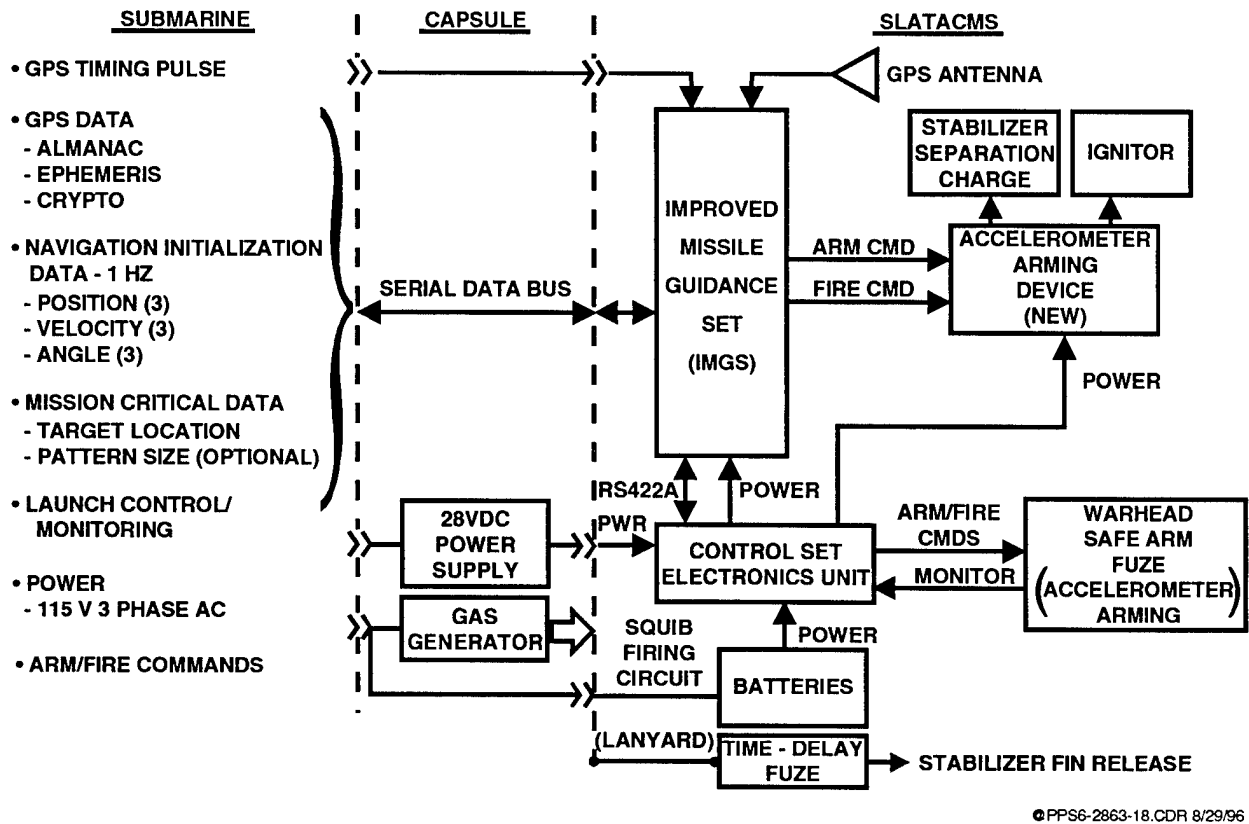 SUBMARINE
• GPS TIMING PULSE
• GPS DATA
- ALMANAC
- EPHEMERIS
- CRYPTO
• NAVIGATION INITIALIZATION
DATA - 1 HZ
- POSITION (3)
- VELOCITY (3)
- ANGLE (3)
• MISSION CRITICAL DATA
- TARGET LOCATION
- PATTERN SIZE (OPTIONAL)
• LAUNCH CONTROL/
MONITORING
• POWER
- 115 V 3 PHASE AC
• ARM/FIRE COMMANDS
CAPSULE
SERIAL DATA BUS
28VDC
POWER
SUPPLY
GAS
GENERATOR
SLATACMS
GPS ANTENNA
IMPROVED
MISSILE
GUIDANCE
SET
(IMGS)
ARM CMD
FIRE CMD
STABILIZER
SEPARATION
CHARGE
IGNITOR
ACCELEROMETER
ARMING
DEVICE
(NEW)
POWER
RS422A
POWER
PWR
CONTROL SET
ELECTRONICS UNIT
ARM/FIRE
CMDS
MONITOR
WARHEAD
SAFE ARM
FUZE
(ACCELEROMETER
ARMING)
POWER
SQUIB
FIRING
CIRCUIT
BATTERIES
(LANYARD)
TIME - DELAY
FUZE
STABILIZER FIN RELEASE
@PPS6-2863-18.CDR 8/29/96